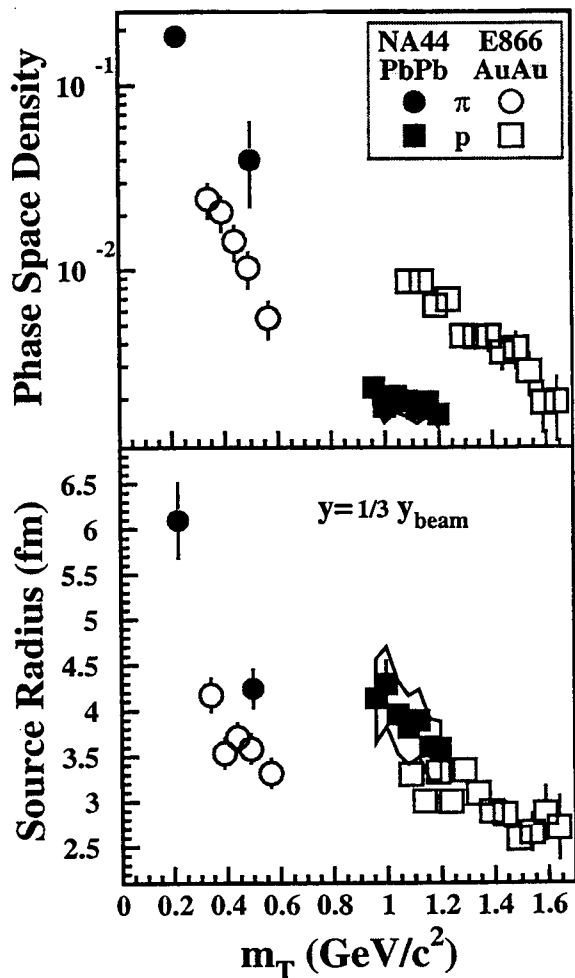 NA44 E866
PbPb AuAu
π
p
Phase Space Density
10⁻¹
10⁻²
y= 1/3 y_beam
Source Radius (fm)
6.5
6
5.5
5
4.5
4
3.5
3
2.5
0 0.2 0.4 0.6 0.8 1.0 1.2 1.4 1.6
m_T (GeV/c²)